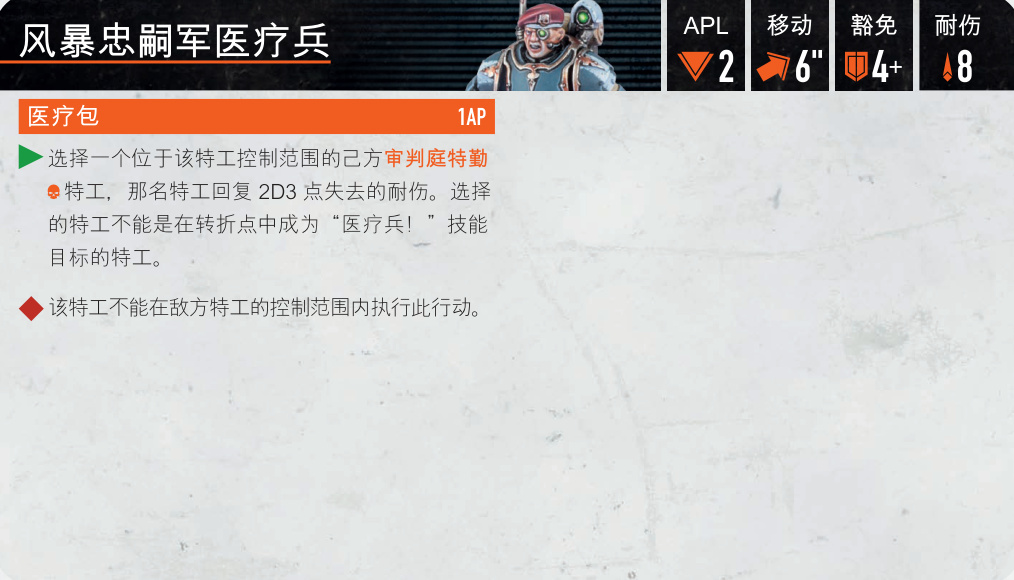 风暴忠嗣军医疗兵
APL 移动 豁免 耐伤
2 6" 4+ 8
医疗包 1AP
选择一个位于该特工控制范围的己方审判庭特勤
特工，那名特工回复 2D3 点失去的耐伤。选择
的特工不能是在转折点中成为“医疗兵！”技能
目标的特工。
该特工不能在敌方特工的控制范围内执行此行动。